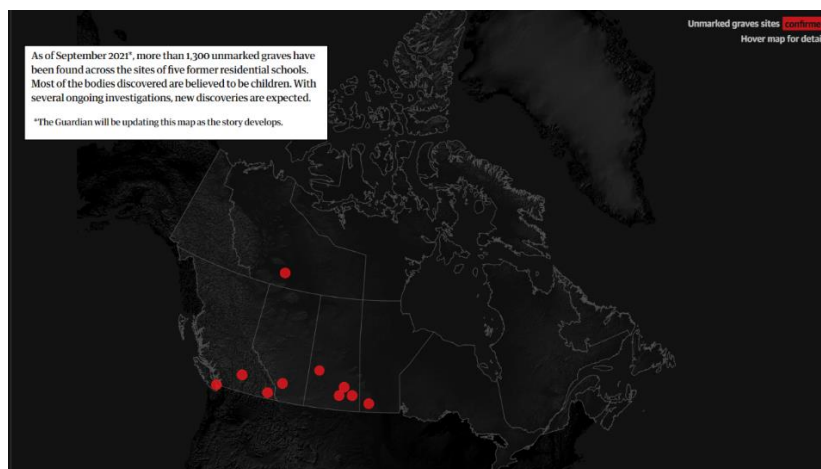 Unmarked graves sites confirme
Hover map for detai
As of September 2021*, more than 1,300 unmarked graves have
been found across the sites of five former residential schools.
Most of the bodies discovered are believed to be children. With
several ongoing investigations, new discoveries are expected.
*The Guardian will be updating this map as the story develops.